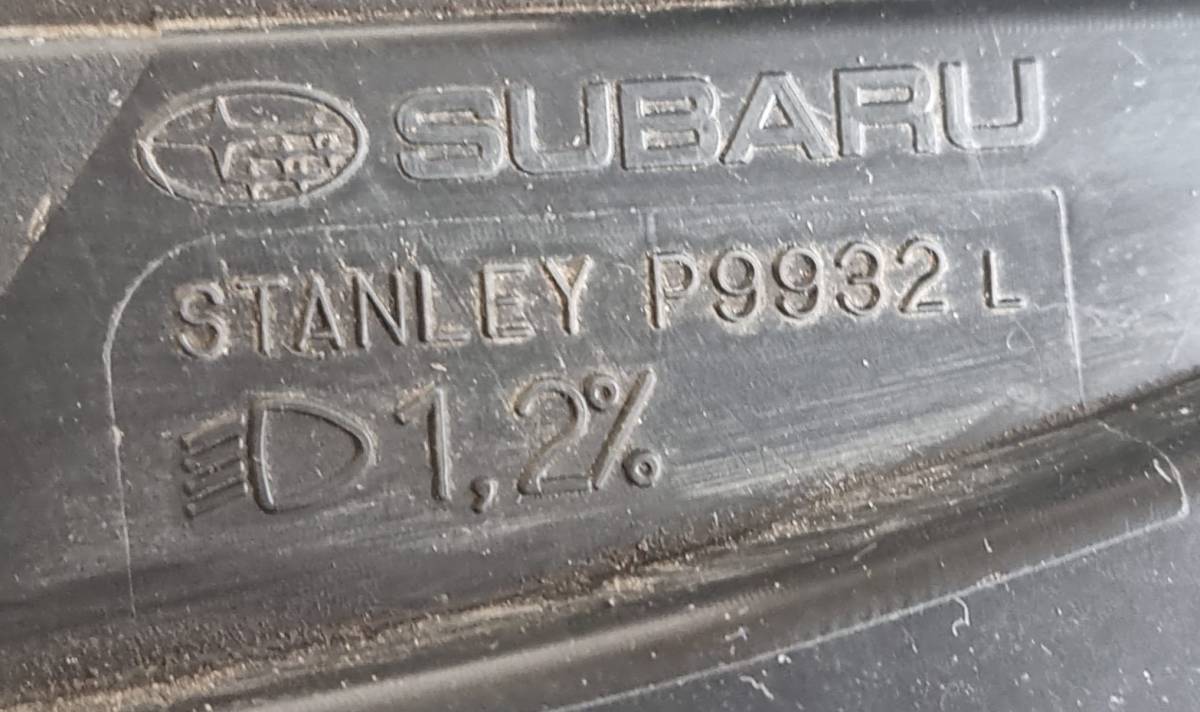 SUBARU
STANLEY P9932 L
1,2%